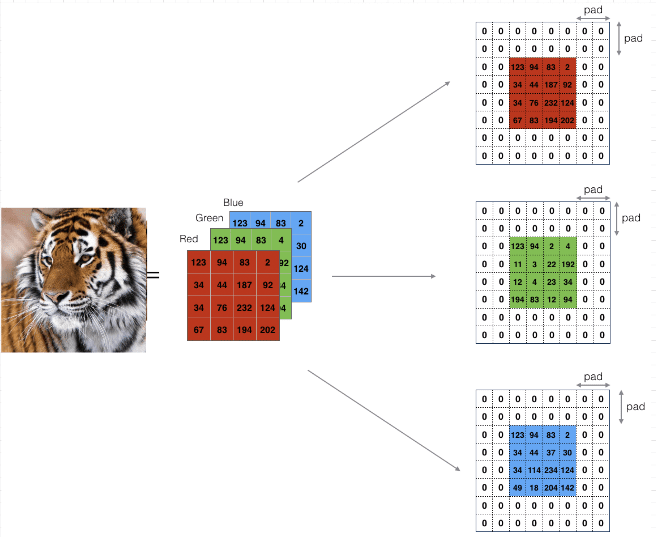 pad
0 0 0 0 0 0 0 0
pad
0 0 0 0 0 0 0 0
0 0 123 94 83 2 0 0
0 0 34 44 187 92 0 0
0 0 34 76 232 124 0 0
0 0 67 83 194 202 0 0
0 0 0 0 0 0 0 0
0 0 0 0 0 0 0 0
Blue
123 94 83 2
30
124
142
Green
123 94 83 4
92
4
94
Red
123 94 83 2
34 44 187 92
34 76 232 124
67 83 194 202
=
pad
0 0 0 0 0 0 0 0
pad
0 0 0 0 0 0 0 0
0 0 123 94 2 4 0 0
0 0 11 3 22 192 0 0
0 0 12 4 23 34 0 0
0 0 194 83 12 94 0 0
0 0 0 0 0 0 0 0
0 0 0 0 0 0 0 0
pad
0 0 0 0 0 0 0 0
pad
0 0 0 0 0 0 0 0
0 0 123 94 83 2 0 0
0 0 34 44 37 30 0 0
0 0 34 114 234 124 0 0
0 0 49 18 204 142 0 0
0 0 0 0 0 0 0 0
0 0 0 0 0 0 0 0